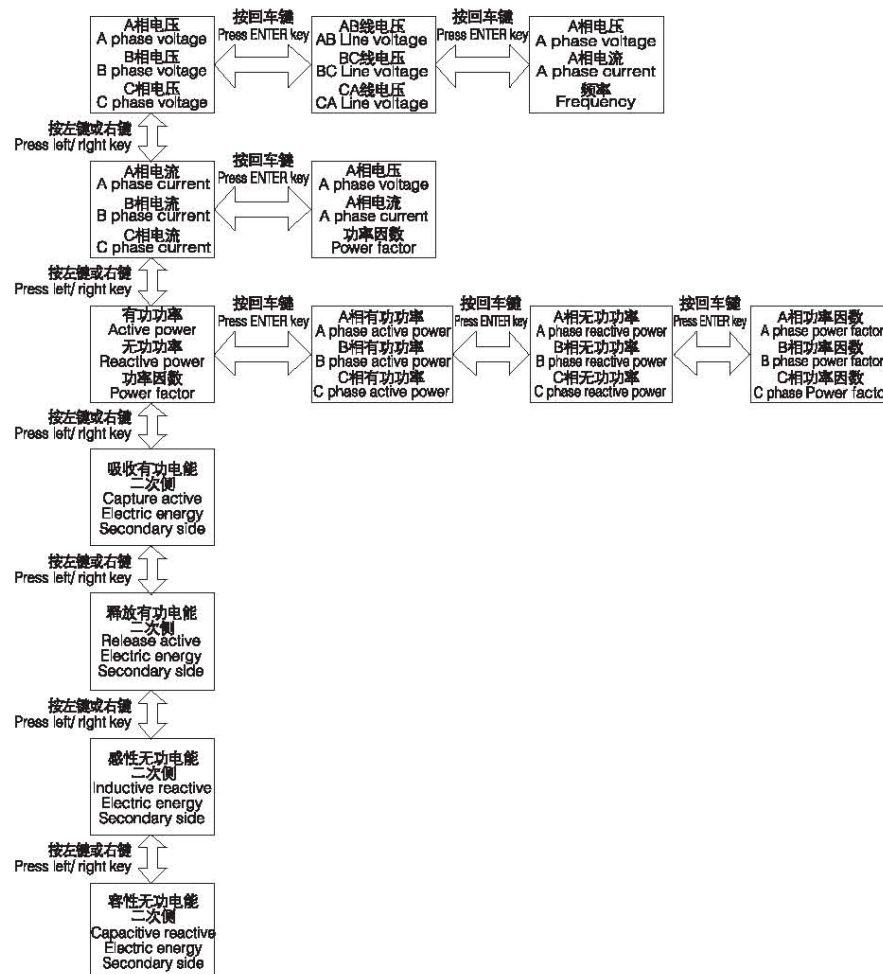 A相电压
A phase voltage
B相电压
B phase voltage
C相电压
C phase voltage
按回车键
Press ENTER key
AB线电压
AB Line voltage
BC线电压
BC Line voltage
CA线电压
CA Line voltage
按回车键
Press ENTER key
A相电压
A phase voltage
A相电流
A phase current
频率
Frequency
按左键或右键
Press left/ right key
A相电流
A phase current
B相电流
B phase current
C相电流
C phase current
按回车键
Press ENTER key
A相电压
A phase voltage
A相电流
A phase current
功率因数
Power factor
按左键或右键
Press left/ right key
有功功率
Active power
无功功率
Reactive power
功率因数
Power factor
按回车键
Press ENTER key
A相有功功率
A phase active power
B相有功功率
B phase active power
C相有功功率
C phase active power
按回车键
Press ENTER key
A相无功功率
A phase reactive power
B相无功功率
B phase reactive power
C相无功功率
C phase reactive power
按回车键
Press ENTER key
A相功率因数
A phase power factor
B相功率因数
B phase power factor
C相功率因数
C phase Power factor
按左键或右键
Press left/ right key
吸收有功电能
二次侧
Capture active
Electric energy
Secondary side
按左键或右键
Press left/ right key
释放有功电能
二次侧
Release active
Electric energy
Secondary side
按左键或右键
Press left/ right key
感性无功电能
二次侧
Inductive reactive
Electric energy
Secondary side
按左键或右键
Press left/ right key
容性无功电能
二次侧
Capacitive reactive
Electric energy
Secondary side